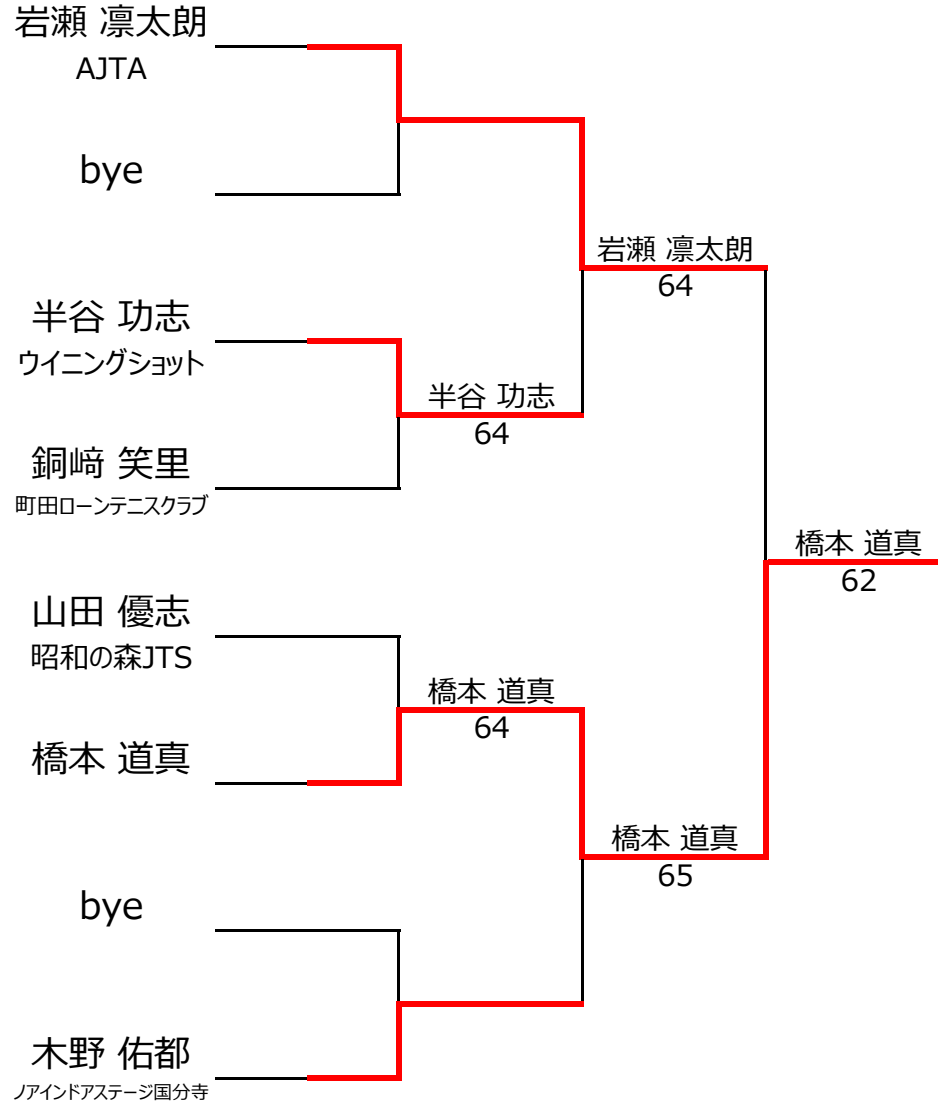 岩瀬 凛太朗
AJTA
bye
半谷 功志
ウイニングショット
銅﨑 笑里
町田ローンテニスクラブ
山田 優志
昭和の森JTS
橋本 道真
bye
木野 佑都
ノアインドアステージ国分寺
半谷 功志
64
橋本 道真
64
岩瀬 凛太朗
64
橋本 道真
65
橋本 道真
62